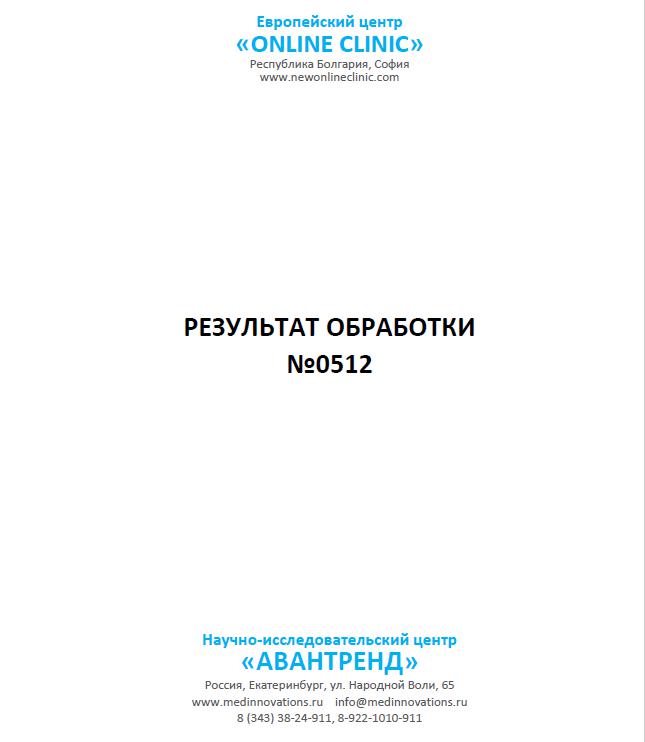 Европейский центр
«ONLINE CLINIC»
Республика Болгария, София
www.newonlineclinic.com
РЕЗУЛЬТАТ ОБРАБОТКИ
№0512
Научно-исследовательский центр
«АВАНТРЕНД»
Россия, Екатеринбург, ул. Народной Воли, 65
www.medinnovations.ru info@medinnovations.ru
8 (343) 38-24-911, 8-922-1010-911